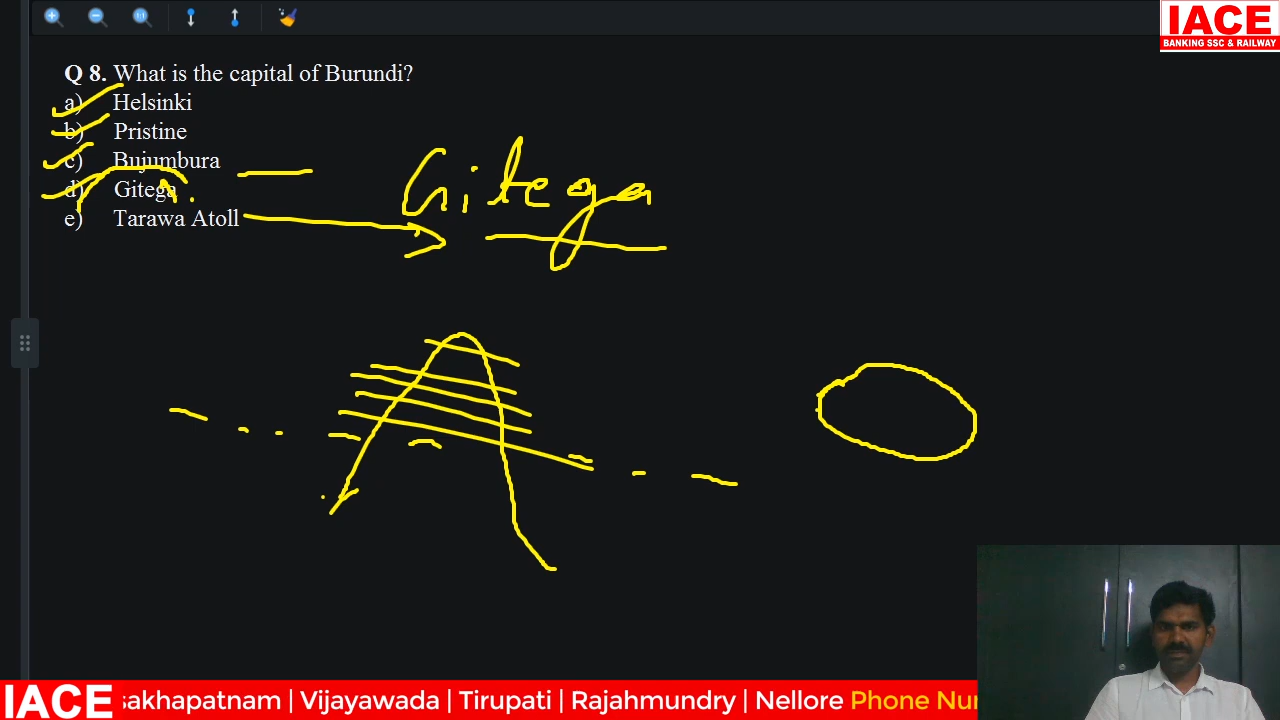 IACE
BANKING SSC & RAILWAY
Q 8. What is the capital of Burundi?
a) Helsinki
b) Pristine
c) Bujumbura
d) Gitega
e) Tarawa Atoll
Gitega
IACE sakhapatnam | Vijayawada | Tirupati | Rajahmundry | Nellore Phone Nu